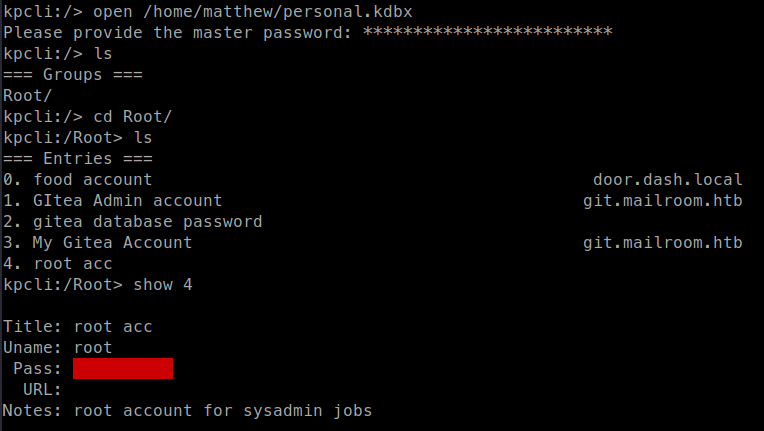 kpcli:/> open /home/matthew/personal.kdbx
Please provide the master password: *************************
kpcli:/> ls
=== Groups ===
Root/
kpcli:/> cd Root/
kpcli:/Root> ls
=== Entries ===
0. food account door.dash.local
1. GItea Admin account git.mailroom.htb
2. gitea database password
3. My Gitea Account git.mailroom.htb
4. root acc
kpcli:/Root> show 4
Title: root acc
Uname: root
Pass:
URL:
Notes: root account for sysadmin jobs